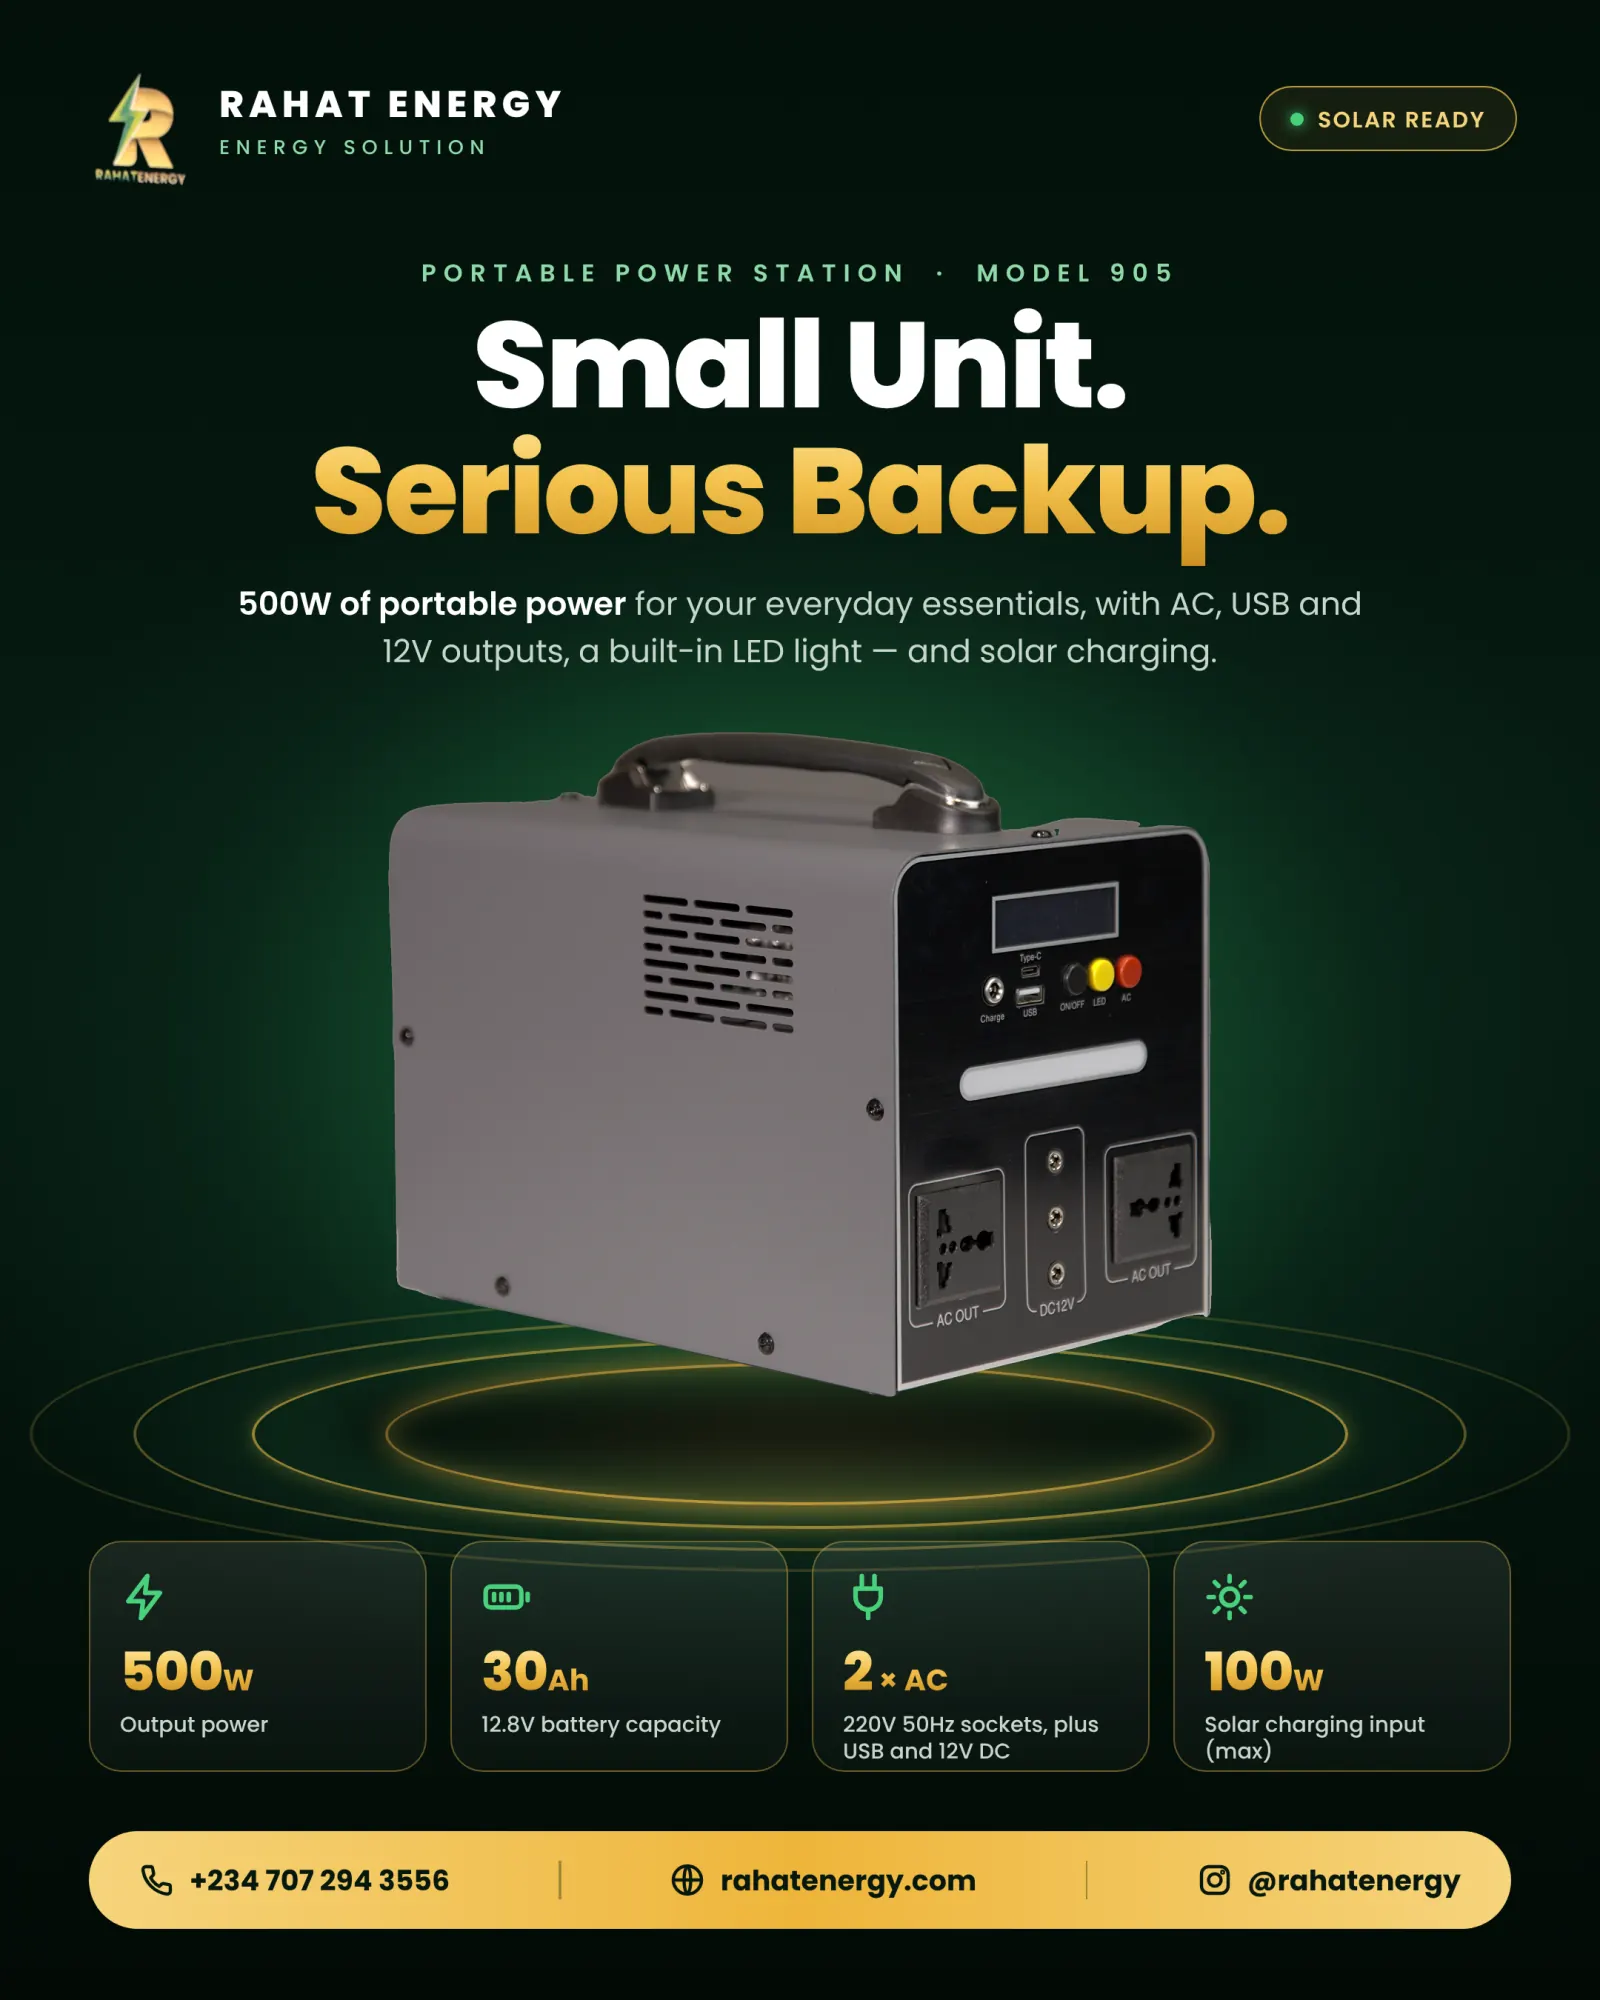 RAHAT ENERGY
ENERGY SOLUTION
RAHATENERGY
SOLAR READY
PORTABLE POWER STATION · MODEL 905
Small Unit.
Serious Backup.
500W of portable power for your everyday essentials, with AC, USB and
12V outputs, a built-in LED light — and solar charging.
Type-C
Charge
USB
ON/OFF
LED
AC
AC OUT
DC12V
AC OUT
500W
Output power
30Ah
12.8V battery capacity
2 × AC
220V 50Hz sockets, plus
USB and 12V DC
100W
Solar charging input
(max)
+234 707 294 3556
rahatenergy.com
@rahatenergy